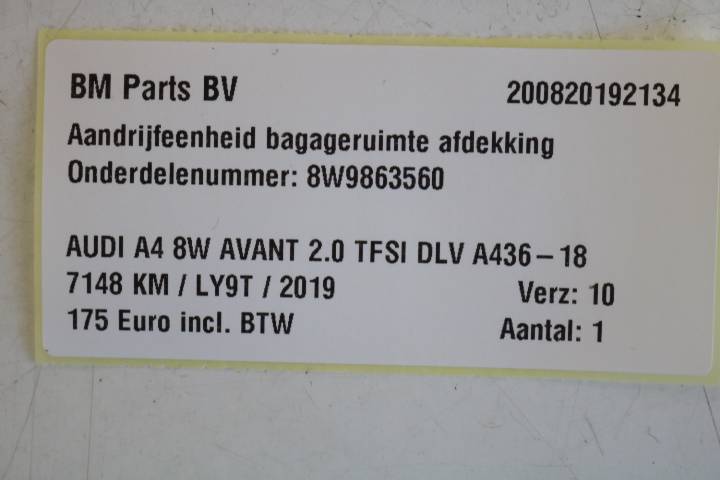 BM Parts BV 200820192134
Aandrijfeenheid bagageruimte afdekking
Onderdelenummer: 8W9863560
AUDI A4 8W AVANT 2.0 TFSI DLV A436-18
7148 KM / LY9T / 2019 Verz: 10
175 Euro incl. BTW Aantal: 1